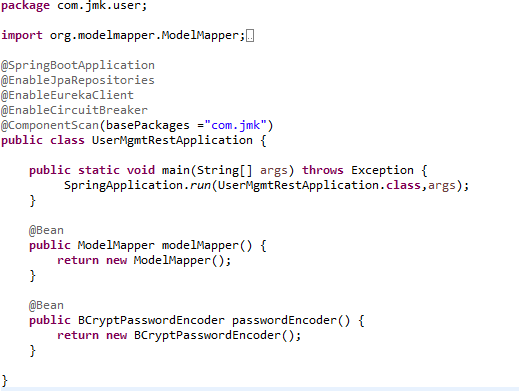 package com.jmk.user;
import org.modelmapper.ModelMapper;
@SpringBootApplication
@EnableJpaRepositories
@EnableEurekaClient
@EnableCircuitBreaker
@ComponentScan(basePackages ="com.jmk")
public class UserMgmtRestApplication {
public static void main(String[] args) throws Exception {
SpringApplication.run(UserMgmtRestApplication.class,args);
}
@Bean
public ModelMapper modelMapper() {
return new ModelMapper();
}
@Bean
public BCryptPasswordEncoder passwordEncoder() {
return new BCryptPasswordEncoder();
}
}